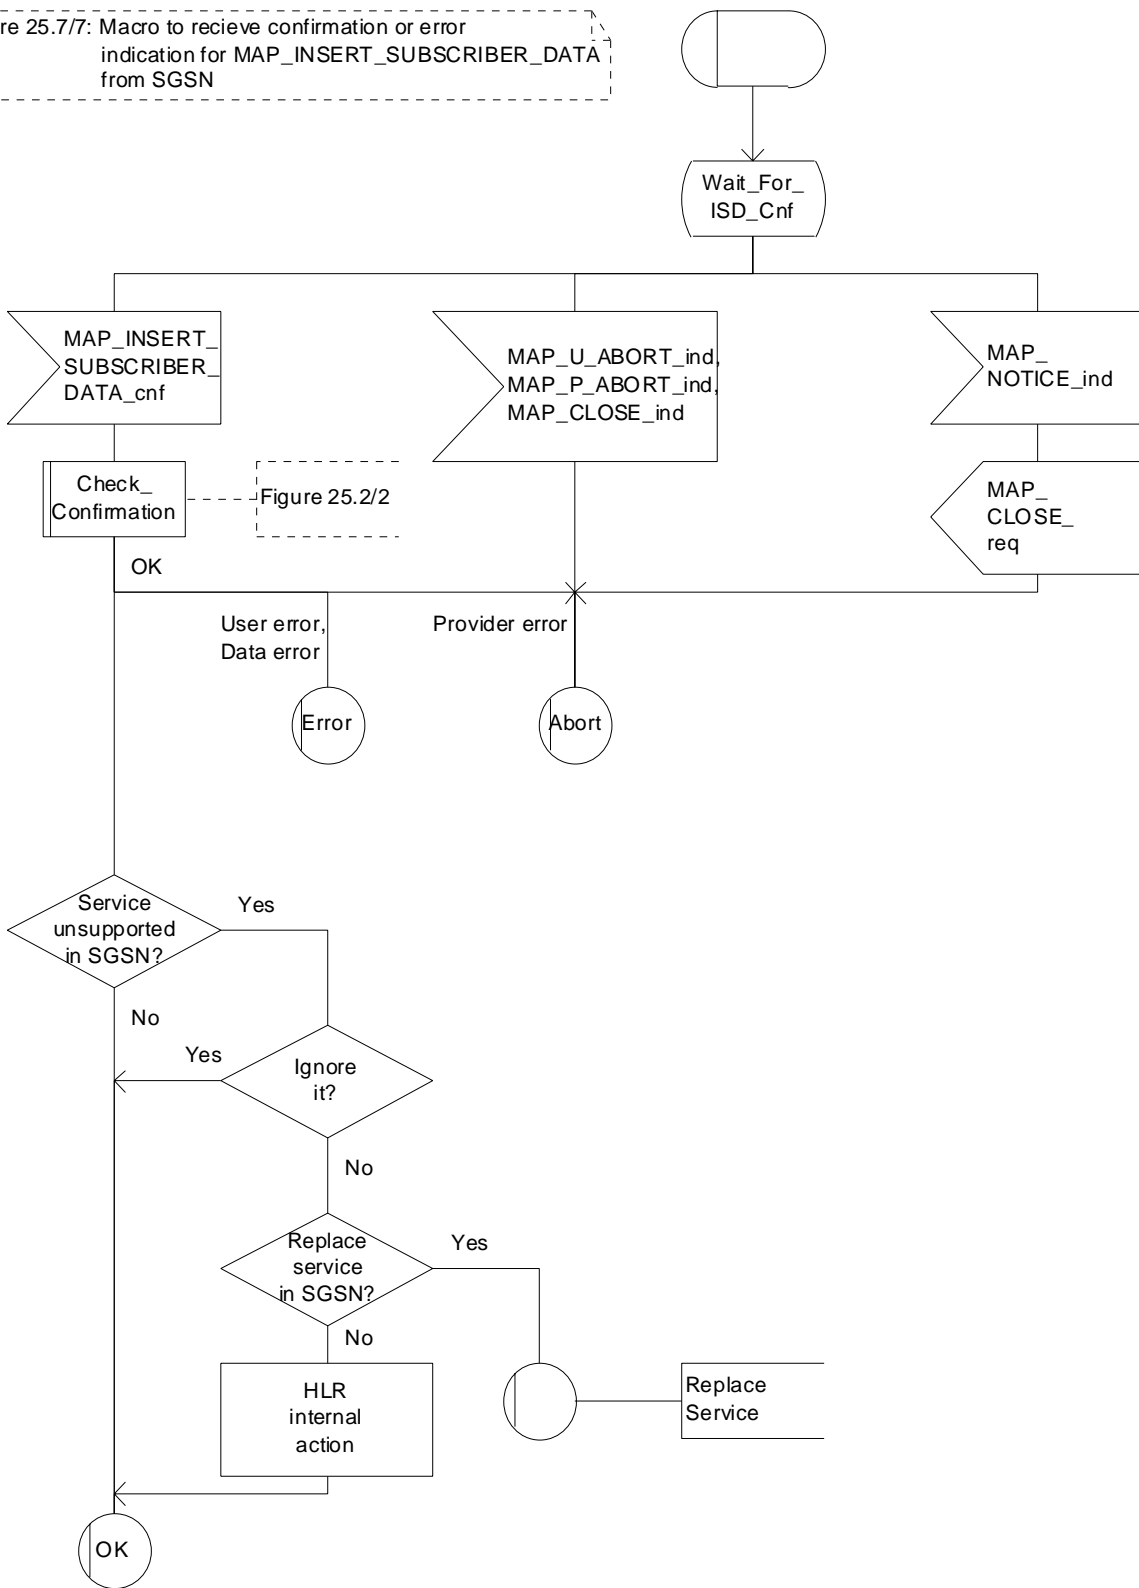 re 25.7/7: Macro to recieve confirmation or error
indication for MAP_INSERT_SUBSCRIBER_DATA
from SGSN
Wait_For_
ISD_Cnf
MAP_INSERT_
SUBSCRIBER_
DATA_cnf
MAP_U_ABORT_ind,
MAP_P_ABORT_ind,
MAP_CLOSE_ind
MAP_
NOTICE_ind
Check_
Confirmation
Figure 25.2/2
MAP_
CLOSE_
req
OK
User error,
Data error
Provider error
Error
Abort
Service
unsupported
in SGSN?
Yes
No
Yes
Ignore
it?
No
Replace
service
in SGSN?
Yes
No
HLR
internal
action
Replace
Service
OK